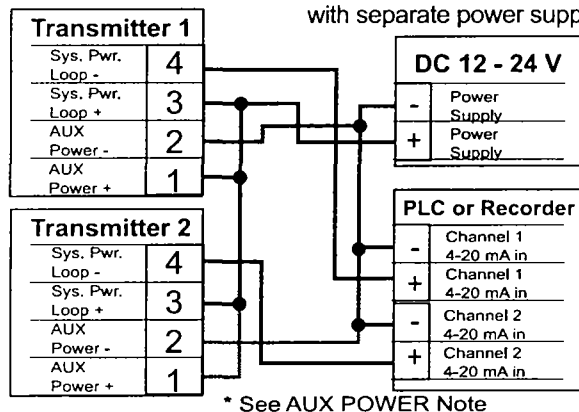 with separate power supp
Transmitter 1
Sys. Pwr.
Loop -
4
Sys. Pwr.
Loop +
3
AUX
Power -
2
AUX
Power +
1
DC 12 - 24 V
-
Power
Supply
+
Power
Supply
Transmitter 2
Sys. Pwr.
Loop -
4
Sys. Pwr.
Loop +
3
AUX
Power -
2
AUX
Power +
1
PLC or Recorder
-
Channel 1
4-20 mA in
+
Channel 1
4-20 mA in
-
Channel 2
4-20 mA in
+
Channel 2
4-20 mA in
* See AUX POWER Note